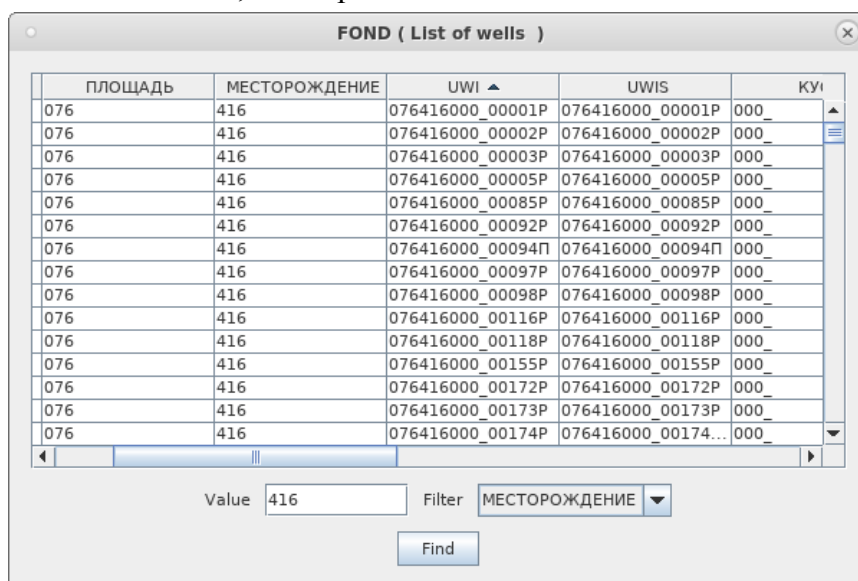 FOND ( List of wells )
ПЛОЩАДЬ МЕСТОРОЖДЕНИЕ UWI UWIS КУ
076 416 076416000_00001Р 076416000_00001Р 000_
076 416 076416000_00002Р 076416000_00002Р 000_
076 416 076416000_00003Р 076416000_00003Р 000_
076 416 076416000_00005Р 076416000_00005Р 000_
076 416 076416000_00085Р 076416000_00085Р 000_
076 416 076416000_00092Р 076416000_00092Р 000_
076 416 076416000_00094П 076416000_00094П 000_
076 416 076416000_00097Р 076416000_00097Р 000_
076 416 076416000_00098Р 076416000_00098Р 000_
076 416 076416000_00116Р 076416000_00116Р 000_
076 416 076416000_00118Р 076416000_00118Р 000_
076 416 076416000_00155Р 076416000_00155Р 000_
076 416 076416000_00172Р 076416000_00172Р 000_
076 416 076416000_00173Р 076416000_00173Р 000_
076 416 076416000_00174Р 076416000_00174... 000_
Value 416 Filter МЕСТОРОЖДЕНИЕ
Find